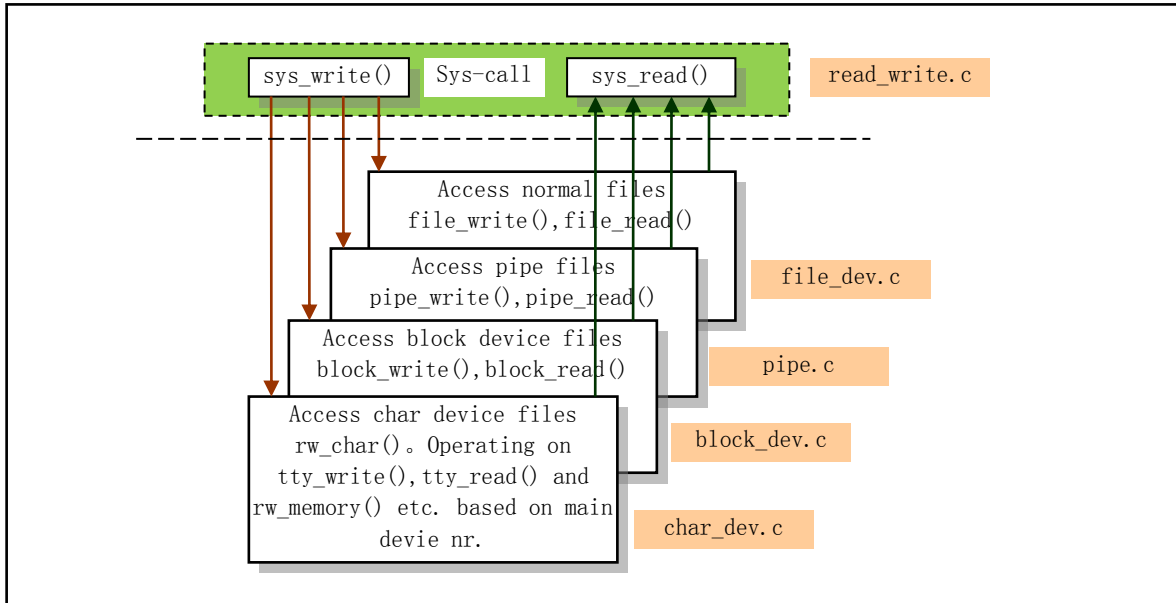 sys_write()
Sys-call
sys_read()
read_write.c
Access normal files
file_write(),file_read()
Access pipe files
pipe_write(),pipe_read()
file_dev.c
Access block device files
block_write(),block_read()
pipe.c
Access char device files
rw_char()。Operating on
tty_write(),tty_read() and
rw_memory() etc. based on main
devie nr.
block_dev.c
char_dev.c